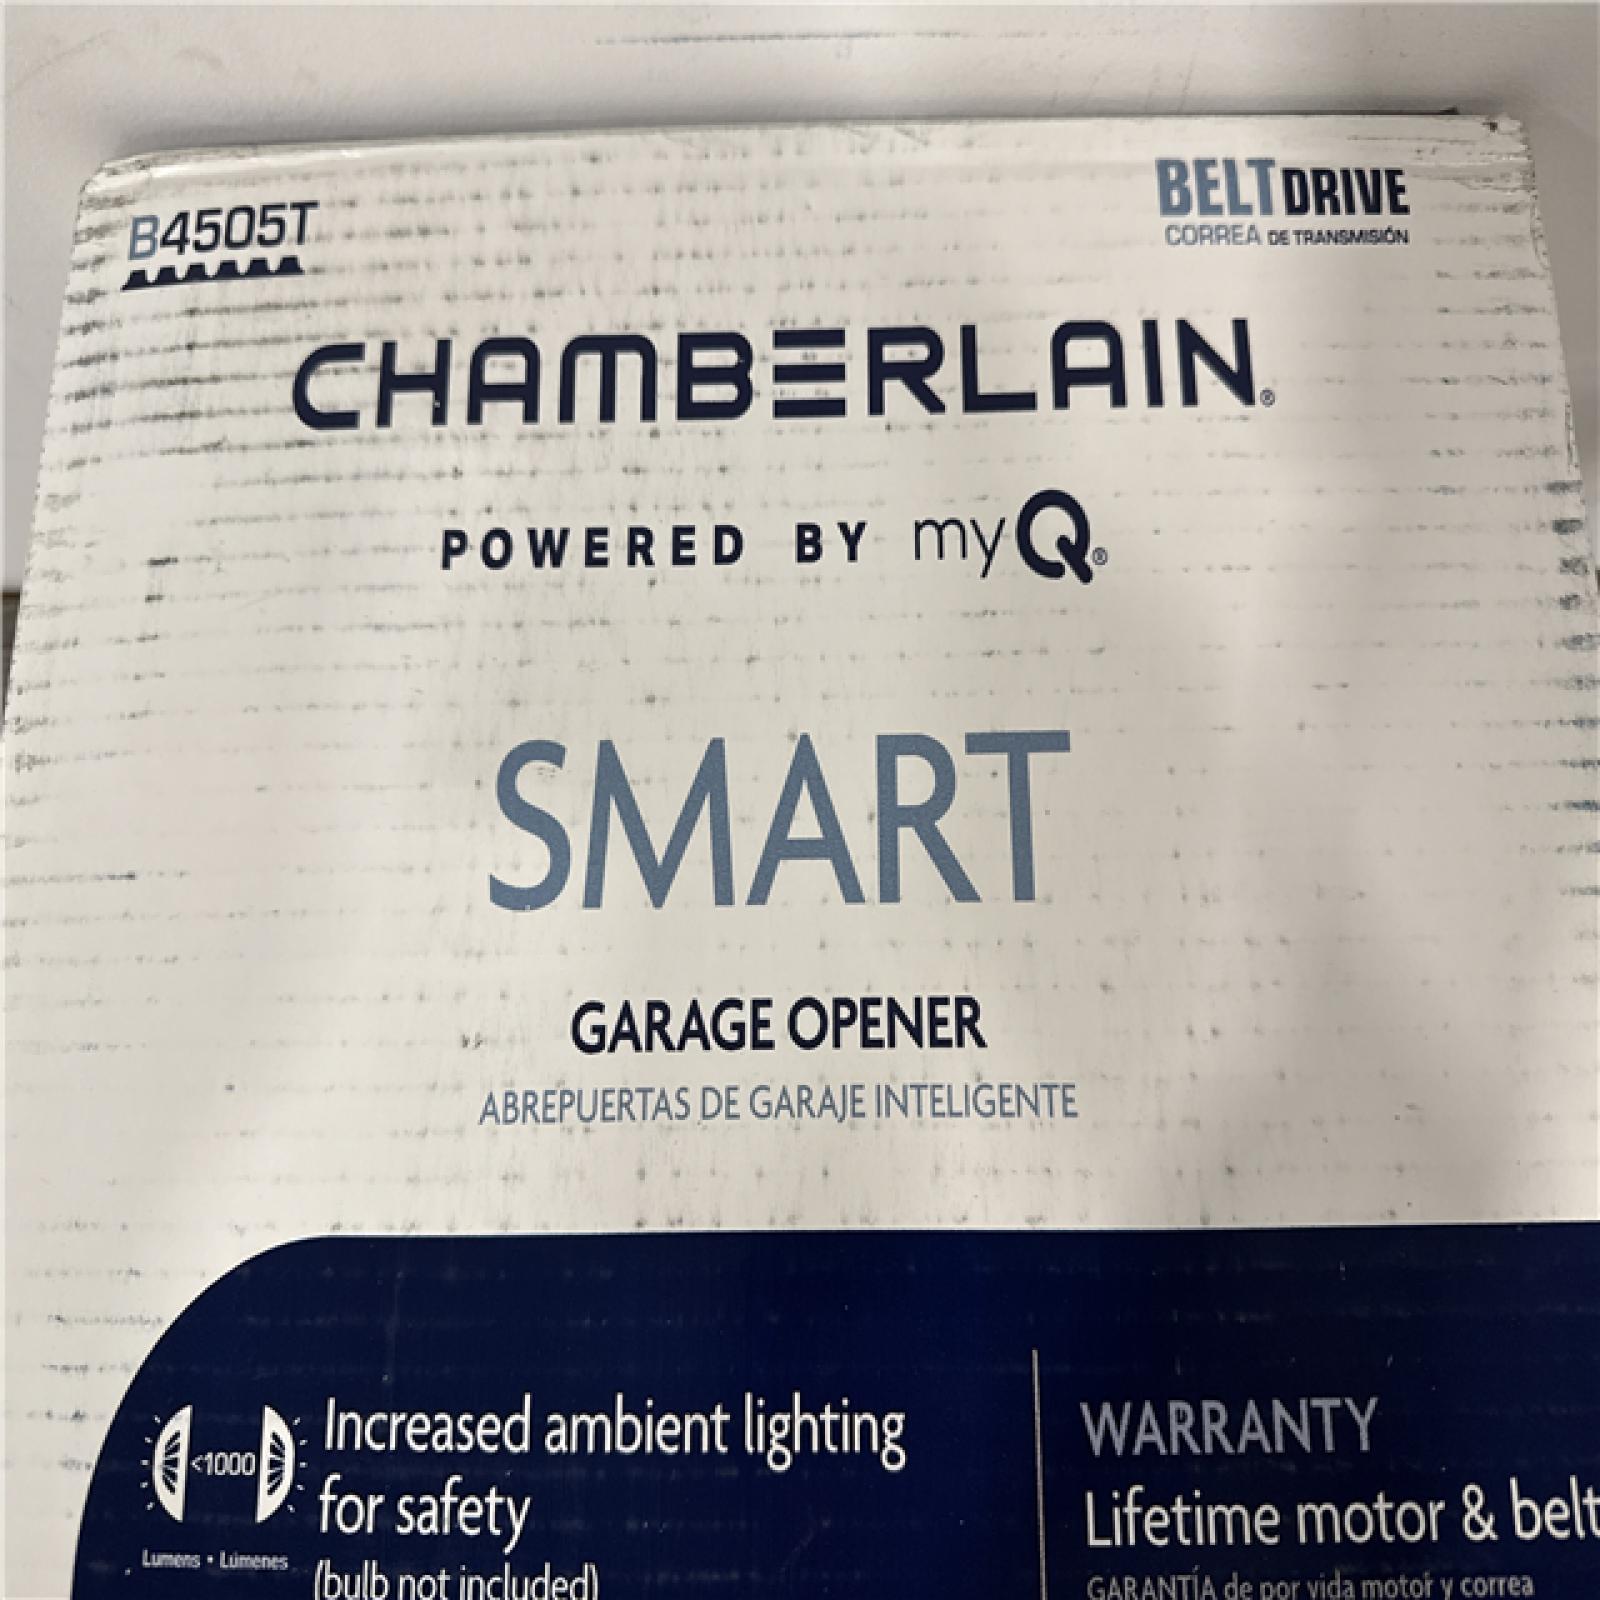 B4505T
BELT DRIVE
CORREA DE TRANSMISIÓN
CHAMBERLAIN®
POWERED BY myQ®
SMART
GARAGE OPENER
ABREPUERTAS DE GARAJE INTELIGENTE
<1000
Lumens • Lúmenes
Increased ambient lighting
for safety
(bulb not included)
WARRANTY
Lifetime motor & belt
GARANTÍA de por vida motor y correa